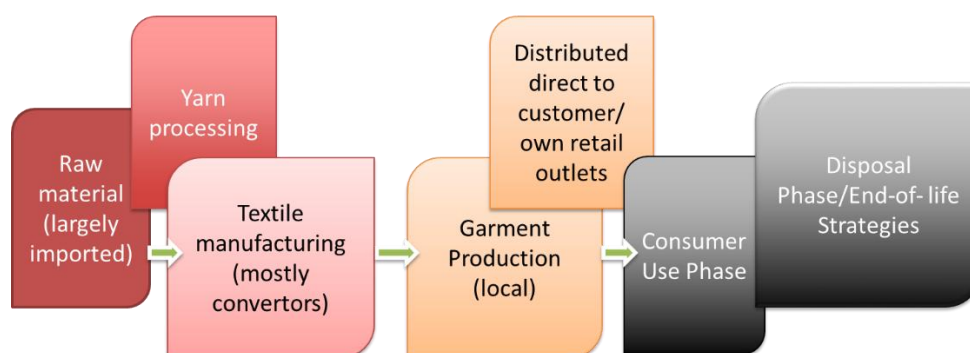 Raw
material
(largely
imported)
Yarn
processing
Textile
manufacturing
(mostly
convertors)
Garment
Production
(local)
Distributed
direct to
customer/
own retail
outlets
Consumer
Use Phase
Disposal
Phase/End-of- life
Strategies